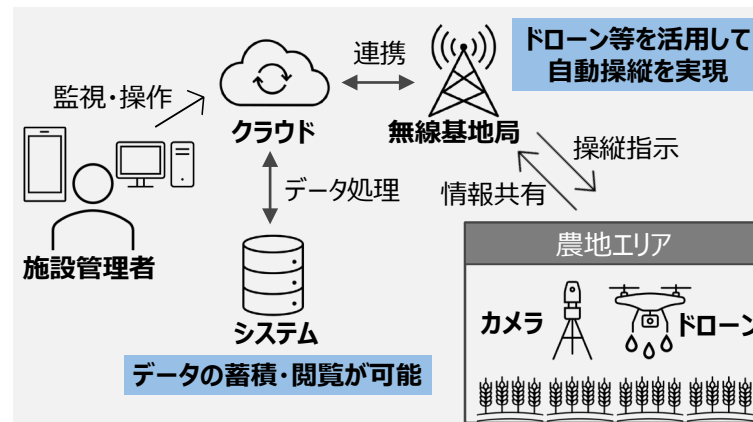 ドローン等を活用して
自動操縦を実現
連携
監視・操作
クラウド
無線基地局
操縦指示
データ処理
情報共有
施設管理者
農地エリア
カメラ
ドローン
システム
データの蓄積・閲覧が可能